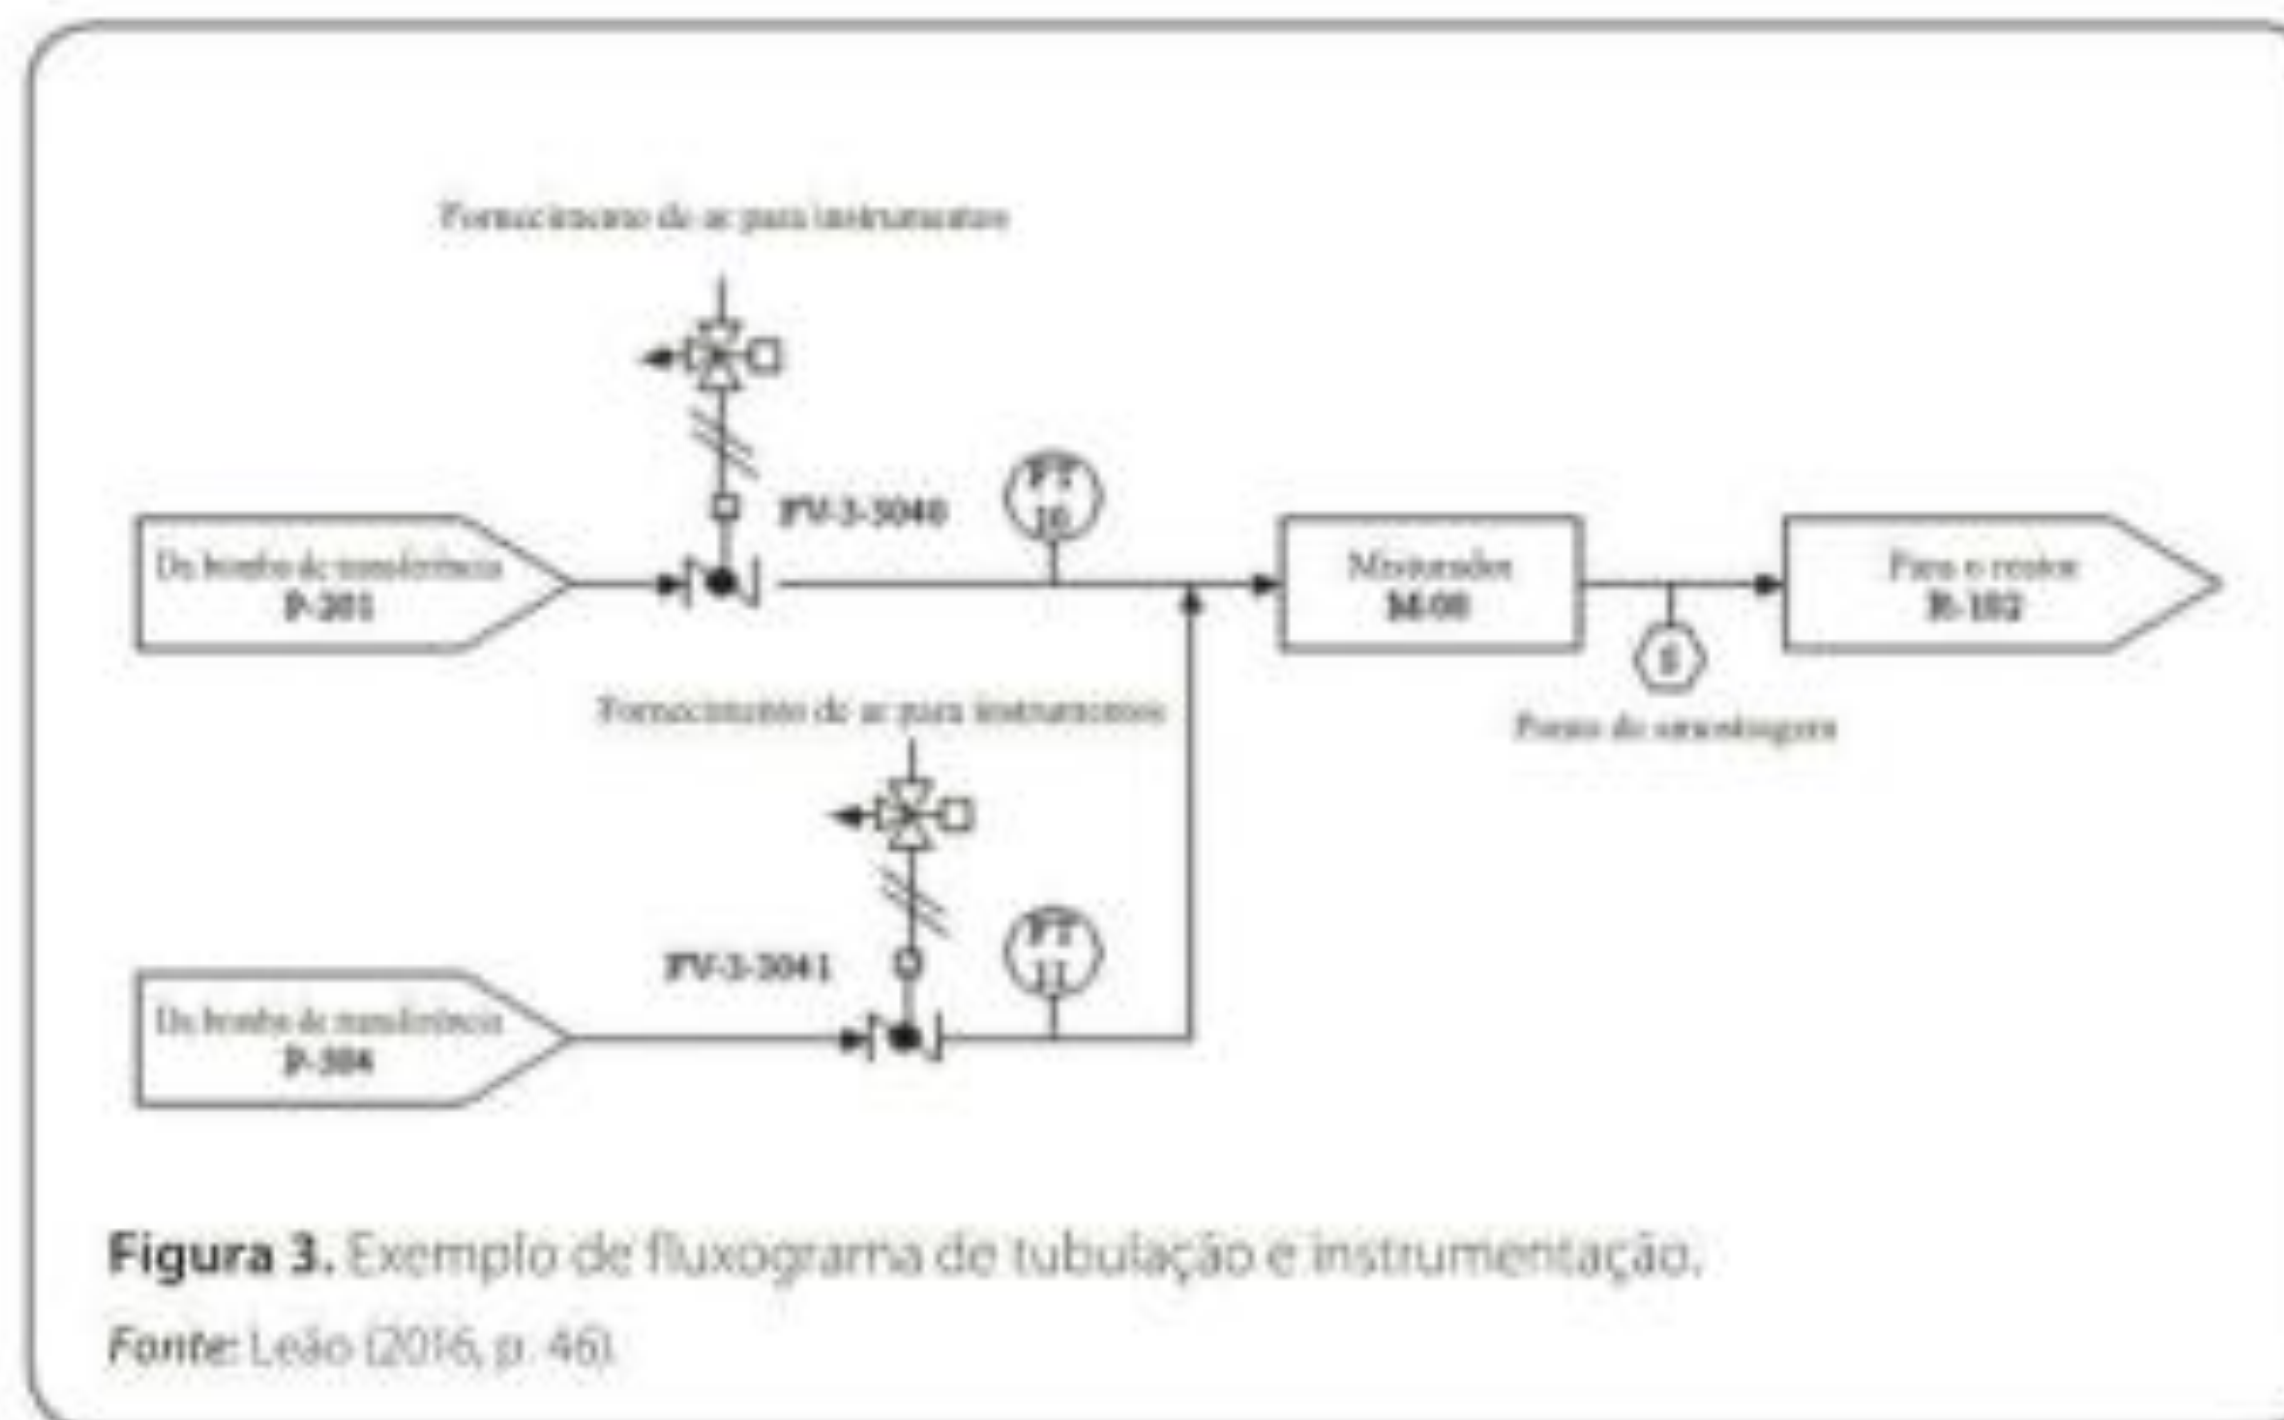 Fornecimento de ar para instrumentos
FV-3-3040
FT
10
Da bomba de transferência
P-201
Misturador
M-00
Para o reator
R-102
S
Ponto de amostragem
Fornecimento de ar para instrumentos
FV-3-3041
FT
11
Da bomba de transferência
P-304
Figura 3. Exemplo de fluxograma de tubulação e instrumentação.
Fonte: Leão (2016, p. 46).